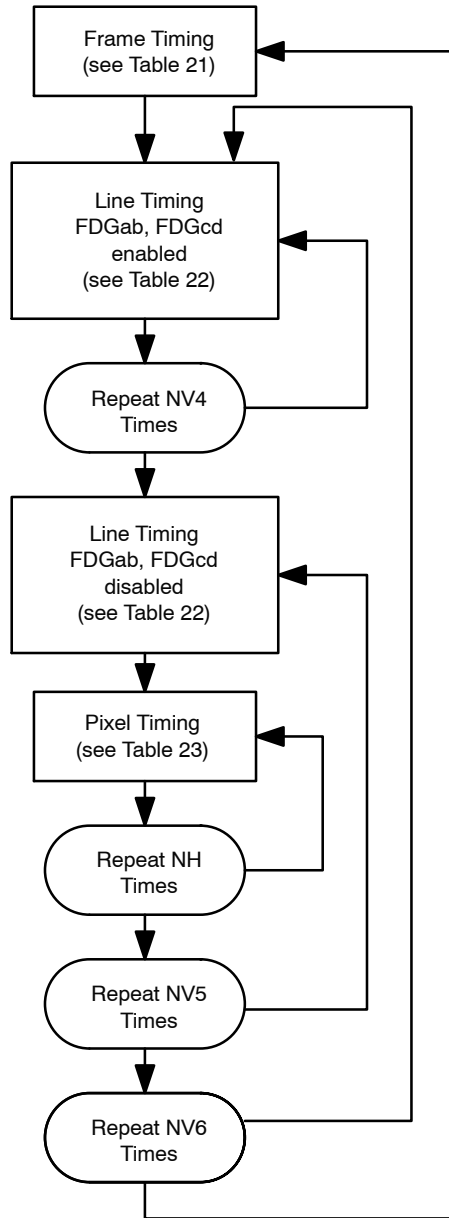 Frame Timing
(see Table 21)
Line Timing
FDGab, FDGcd
enabled
(see Table 22)
Repeat NV4
Times
Line Timing
FDGab, FDGcd
disabled
(see Table 22)
Pixel Timing
(see Table 23)
Repeat NH
Times
Repeat NV5
Times
Repeat NV6
Times